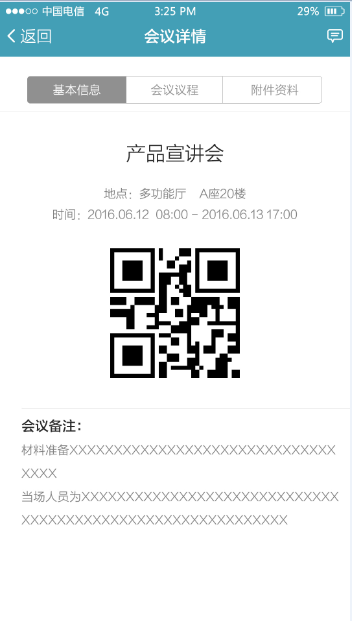 中国电信 4G 3:25 PM 29%
返回 会议详情
基本信息 会议议程 附件资料
产品宣讲会
地点：多功能厅 A座20楼
时间：2016.06.12 08:00 - 2016.06.13 17:00
会议备注：
材料准备XXXXXXXXXXXXXXXXXXXXXXXXXXXXXX
XXXX
当场人员为XXXXXXXXXXXXXXXXXXXXXXXXXXXXX
XXXXXXXXXXXXXXXXXXXXXXXXXXXXXX